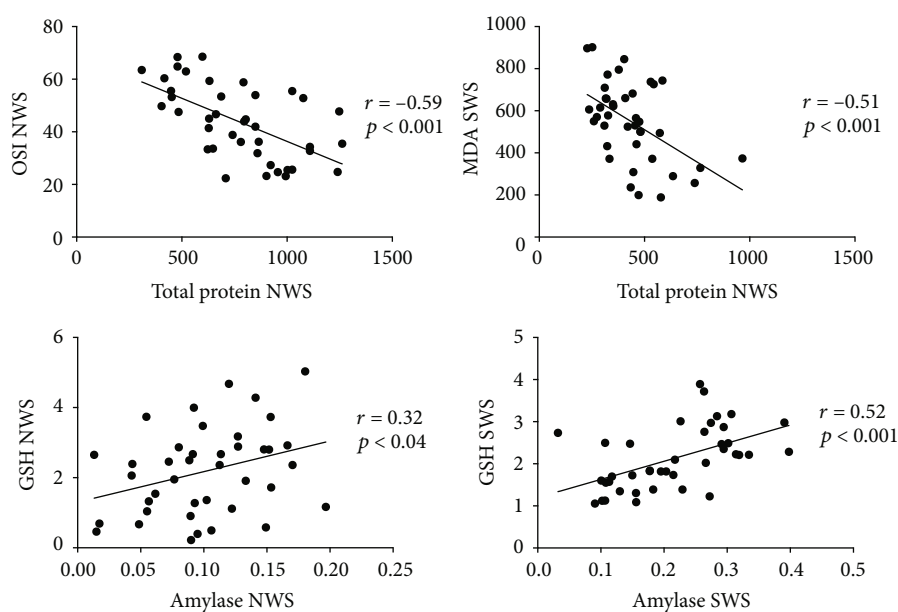 80
60
40
20
0
OSI NWS
r = –0.59
p < 0.001
0
500
1000
1500
Total protein NWS
1000
800
600
400
200
0
MDA SWS
r = –0.51
p < 0.001
0
500
1000
1500
Total protein NWS
6
4
2
0
GSH NWS
r = 0.32
p < 0.04
0.00
0.05
0.10
0.15
0.20
0.25
Amylase NWS
5
4
3
2
1
0
GSH SWS
r = 0.52
p < 0.001
0.0
0.1
0.2
0.3
0.4
0.5
Amylase SWS